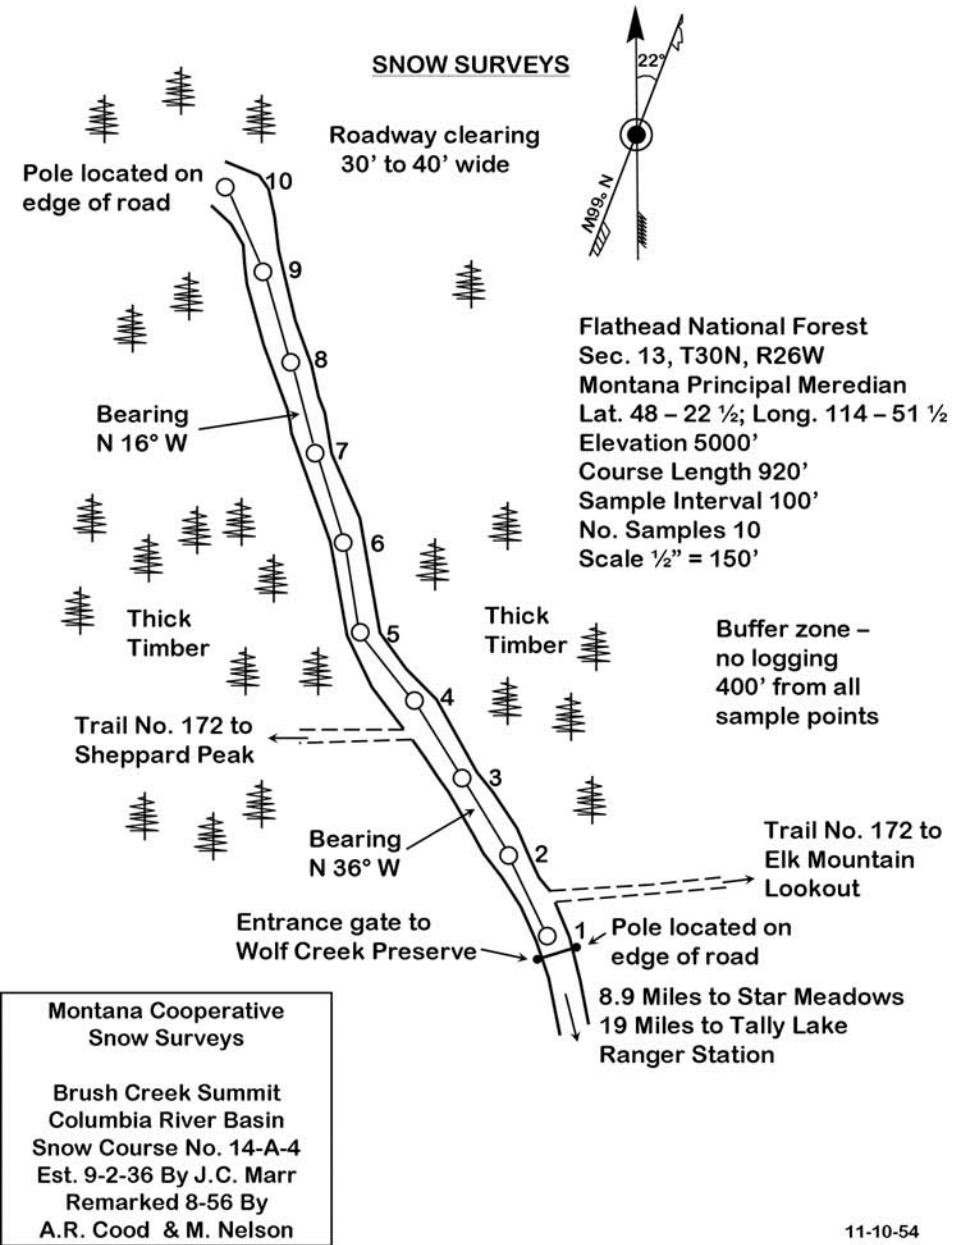 SNOW SURVEYS
22°
M99° N
Roadway clearing
30' to 40' wide
Pole located on
edge of road
10
9
8
7
6
5
4
3
2
1
Flathead National Forest
Sec. 13, T30N, R26W
Montana Principal Meredian
Lat. 48 – 22 ½; Long. 114 – 51 ½
Elevation 5000'
Course Length 920'
Sample Interval 100'
No. Samples 10
Scale ½” = 150'
Bearing
N 16° W
Thick
Timber
Thick
Timber
Buffer zone –
no logging
400' from all
sample points
Trail No. 172 to
Sheppard Peak
Bearing
N 36° W
Trail No. 172 to
Elk Mountain
Lookout
Entrance gate to
Wolf Creek Preserve
Pole located on
edge of road
8.9 Miles to Star Meadows
19 Miles to Tally Lake
Ranger Station
Montana Cooperative
Snow Surveys
Brush Creek Summit
Columbia River Basin
Snow Course No. 14-A-4
Est. 9-2-36 By J.C. Marr
Remarked 8-56 By
A.R. Cood & M. Nelson
11-10-54